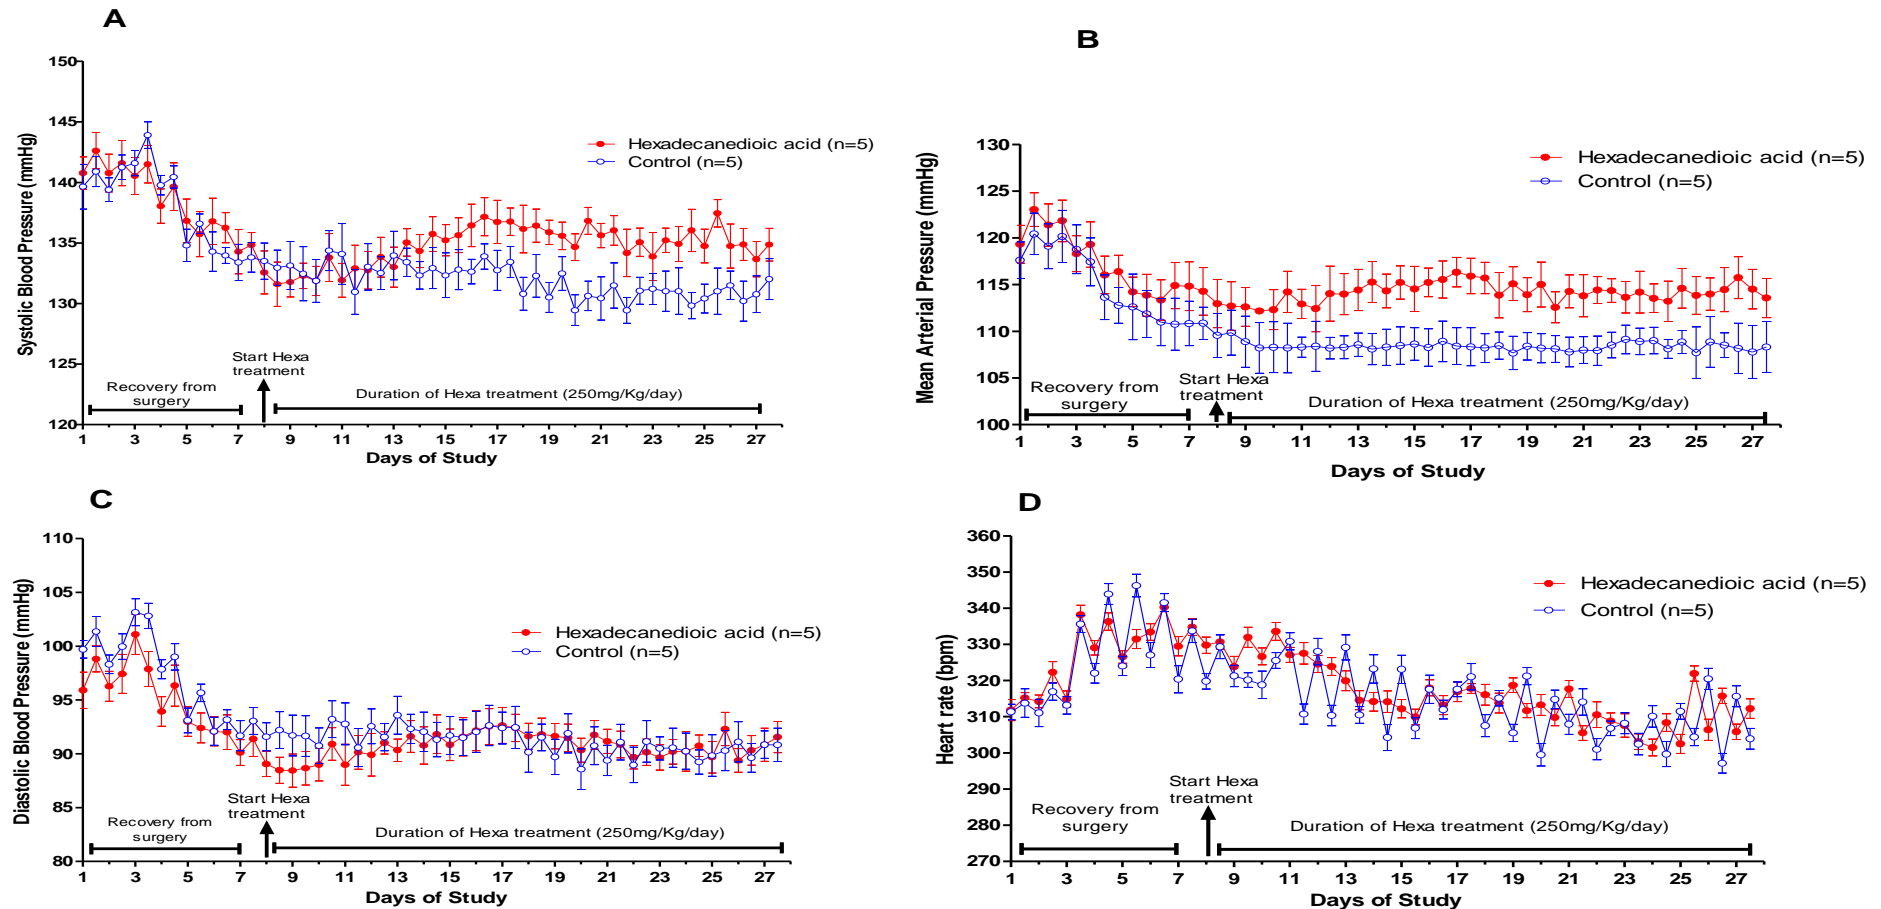 A
150
145
140
135
130
125
120
Systolic Blood Pressure (mmHg)
Hexadecanedioic acid (n=5)
Control (n=5)
Start Hexa
treatment
Recovery from
surgery
Duration of Hexa treatment (250mg/Kg/day)
1 3 5 7 9 11 13 15 17 19 21 23 25 27
Days of Study
B
130
125
120
115
110
105
100
Mean Arterial Pressure (mmHg)
Hexadecanedioic acid (n=5)
Control (n=5)
Start Hexa
treatment
Recovery from
surgery
Duration of Hexa treatment (250mg/Kg/day)
1 3 5 7 9 11 13 15 17 19 21 23 25 27
Days of Study
C
110
105
100
95
90
85
80
Diastolic Blood Pressure (mmHg)
Hexadecanedioic acid (n=5)
Control (n=5)
Start Hexa
treatment
Recovery from
surgery
Duration of Hexa treatment (250mg/Kg/day)
1 3 5 7 9 11 13 15 17 19 21 23 25 27
Days of Study
D
360
350
340
330
320
310
300
290
280
270
Heart rate (bpm)
Hexadecanedioic acid (n=5)
Control (n=5)
Start Hexa
treatment
Recovery from
surgery
Duration of Hexa treatment (250mg/Kg/day)
1 3 5 7 9 11 13 15 17 19 21 23 25 27
Days of Study